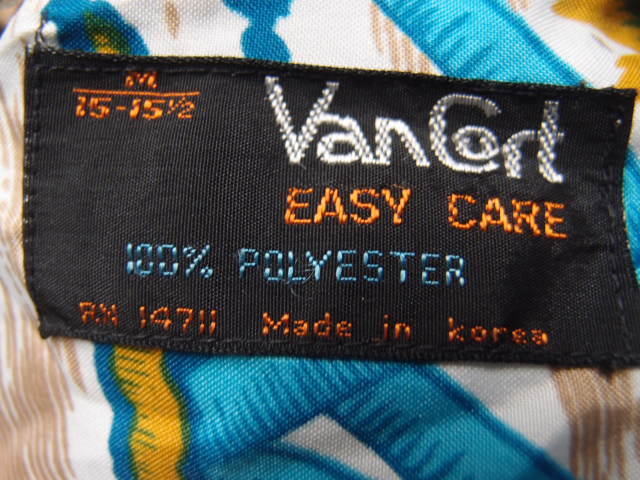 M
15-15½
VanCort
EASY CARE
100% POLYESTER
RN 14711 Made in korea